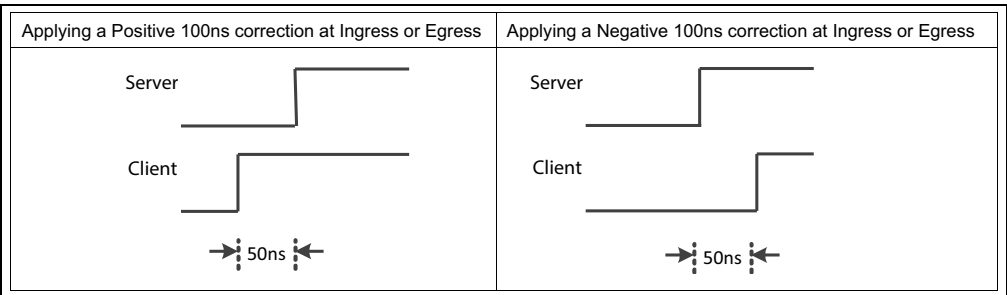 Applying a Positive 100ns correction at Ingress or Egress
Applying a Negative 100ns correction at Ingress or Egress
Server
Client
50ns
Server
Client
50ns